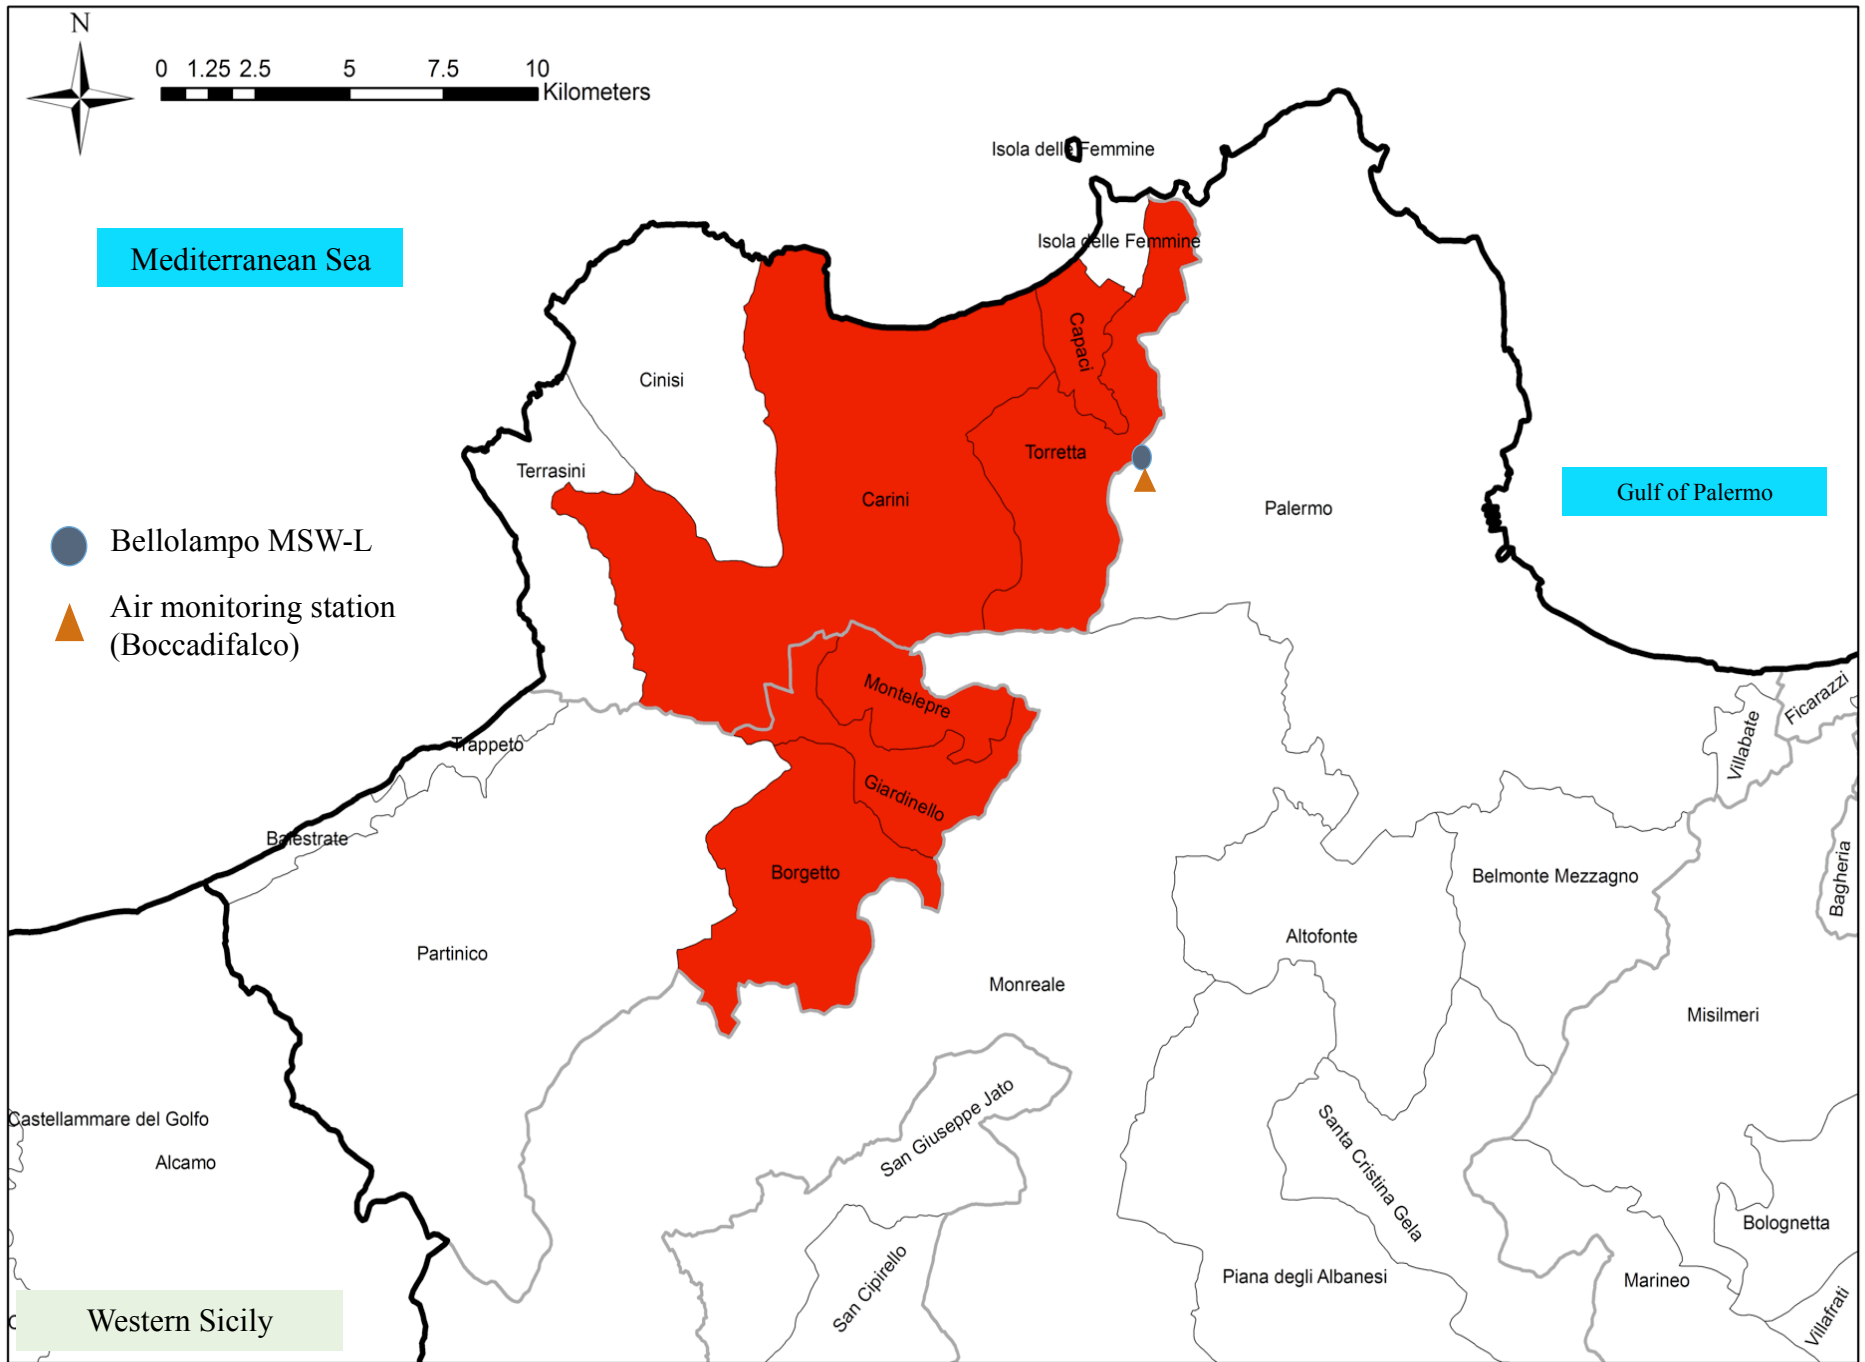 N
0 1.25 2.5 5 7.5 10
Kilometers
Isola delle Femmine
Mediterranean Sea
Isola delle Femmine
Capaci
Cinisi
Terrasini
Torretta
Carini
Palermo
Gulf of Palermo
Bellolampo MSW-L
Air monitoring station
(Boccadifalco)
Montelepre
Trappeto
Giardinello
Villabate
Ficarazzi
Balestrate
Borgetto
Belmonte Mezzagno
Bagheria
Altofonte
Partinico
Monreale
Misilmeri
Castellammare del Golfo
Alcamo
San Giuseppe Jato
Santa Cristina Gela
Bolognetta
San Cipirello
Piana degli Albanesi
Marineo
Villafrati
Western Sicily